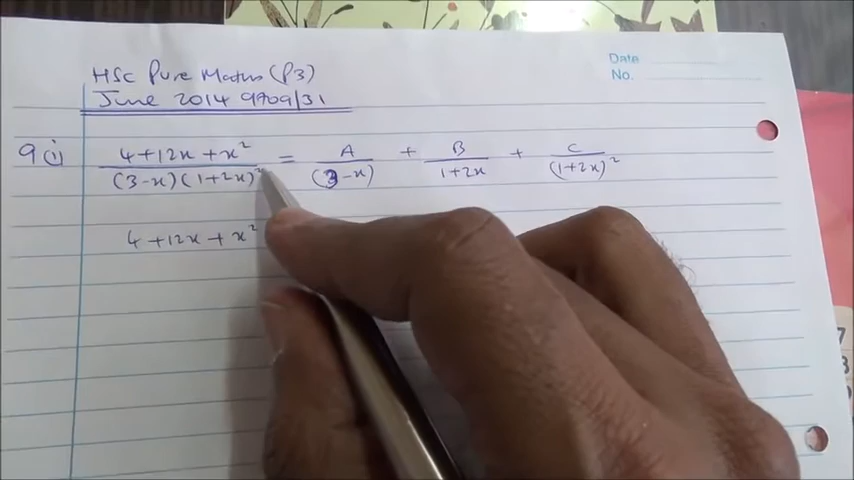 HSC Pure Maths (P3)
June 2014 9709/31
Date
No.
9(i) (4+12x+x²)/((3-x)(1+2x)²) = A/(3-x) + B/(1+2x) + C/(1+2x)²
4+12x+x²